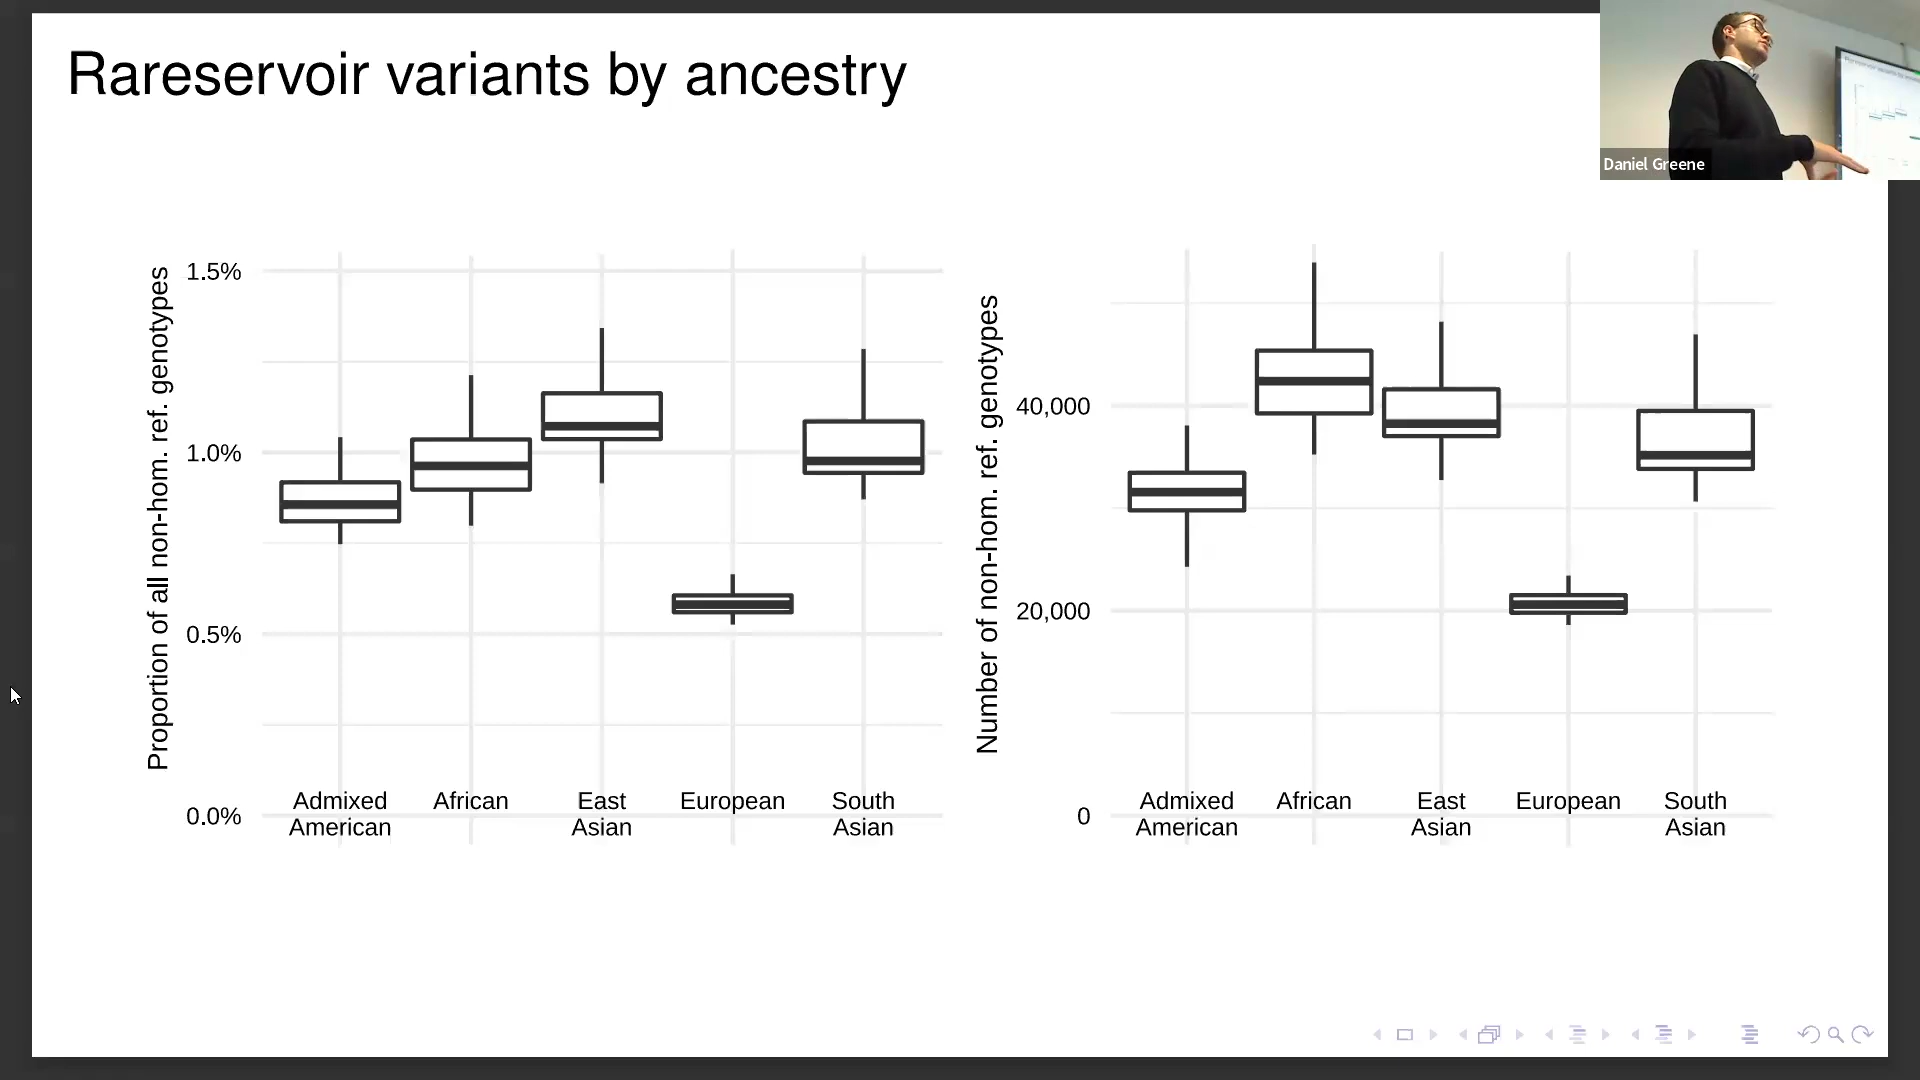 Rareservoir variants by ancestry
Daniel Greene
Proportion of all non-hom. ref. genotypes
1.5%
1.0%
0.5%
0.0%
Admixed
American
African
East
Asian
European
South
Asian
Number of non-hom. ref. genotypes
40,000
20,000
0
Admixed
American
African
East
Asian
European
South
Asian